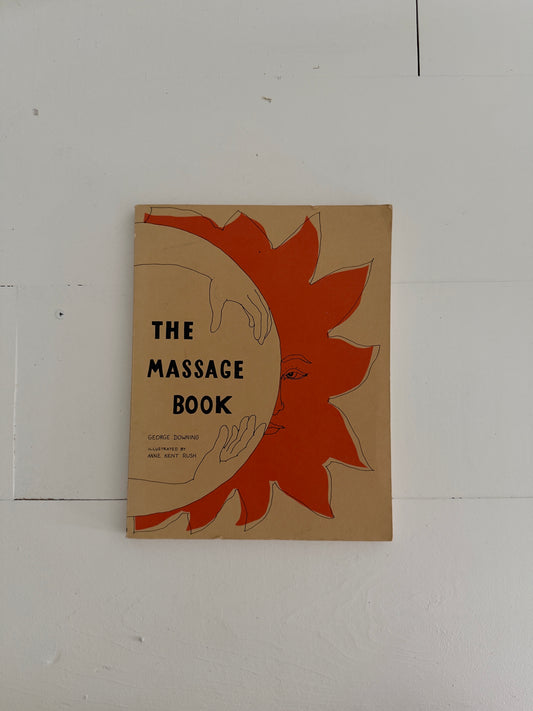 THE
MASSAGE
BOOK
GEORGE DOWNING
ILLUSTRATED BY
ANNE KENT RUSH